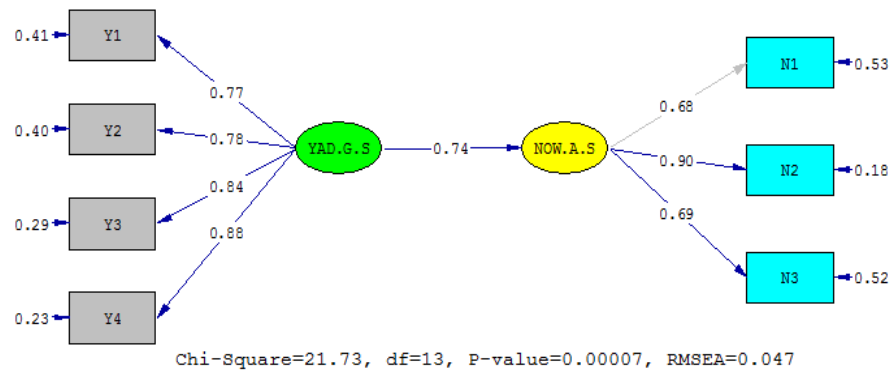 0.41 Y1
0.77
0.40 Y2
0.78
0.29 Y3
0.84
0.23 Y4
0.88
YAD.G.S
0.74
NOW.A.S
0.68
N1 0.53
0.90
N2 0.18
0.69
N3 0.52
Chi-Square=21.73, df=13, P-value=0.00007, RMSEA=0.047